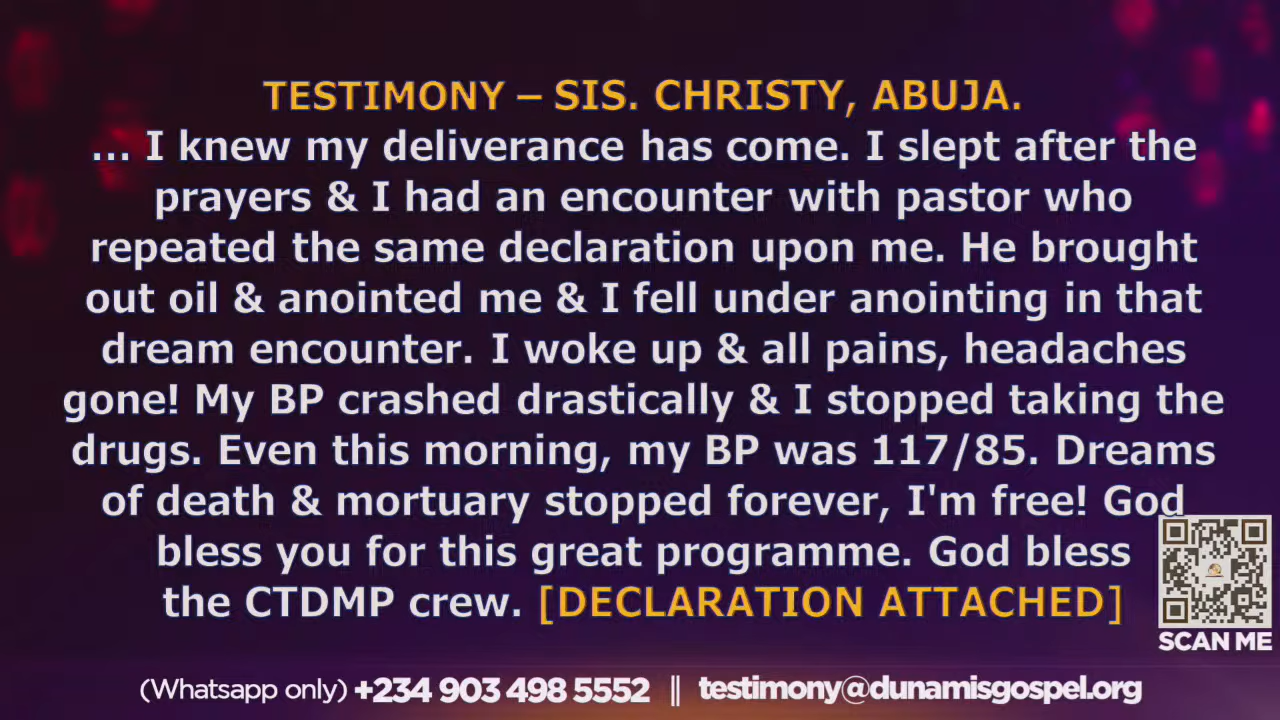 TESTIMONY – SIS. CHRISTY, ABUJA.
... I knew my deliverance has come. I slept after the
prayers & I had an encounter with pastor who
repeated the same declaration upon me. He brought
out oil & anointed me & I fell under anointing in that
dream encounter. I woke up & all pains, headaches
gone! My BP crashed drastically & I stopped taking the
drugs. Even this morning, my BP was 117/85. Dreams
of death & mortuary stopped forever, I'm free! God
bless you for this great programme. God bless
the CTDMP crew. [DECLARATION ATTACHED]
SCAN ME
(Whatsapp only) +234 903 498 5552 || testimony@dunamisgospel.org